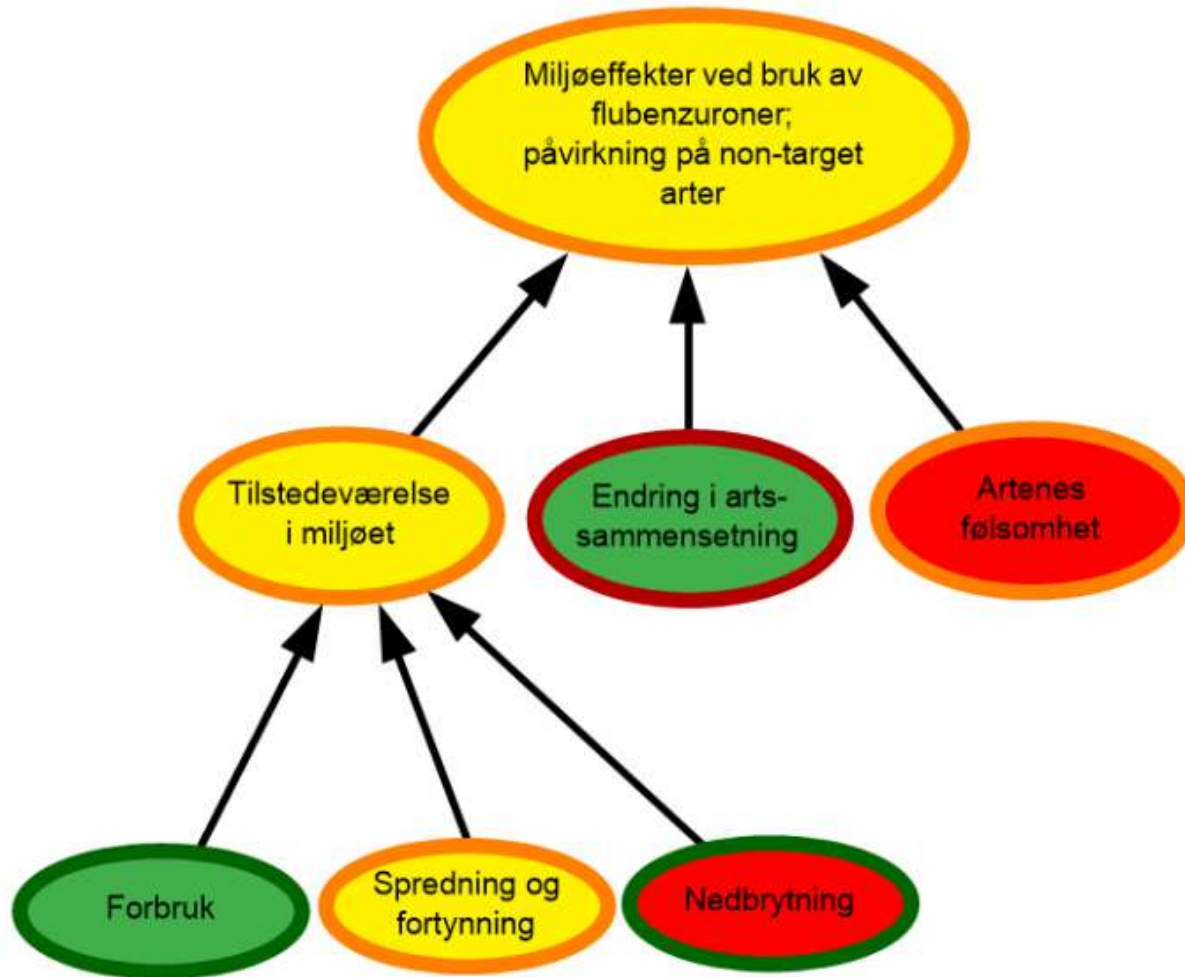 Miljøeffekter ved bruk av
flubenzuroner;
påvirkning på non-target
arter
Tilstedeværelse
i miljøet
Endring i arts-
sammensetning
Artenes
følsomhet
Forbruk
Spredning og
fortynning
Nedbrytning